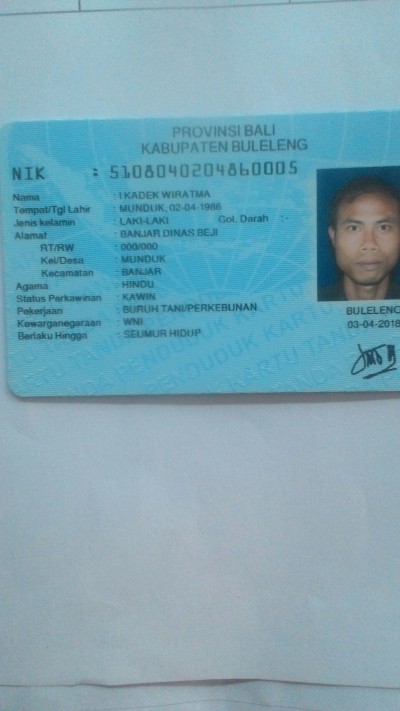 PROVINSI BALI
KABUPATEN BULELENG
NIK : 5108040204860005
Nama : I KADEK WIRATMA
Tempat/Tgl Lahir : MUNDUK, 02-04-1986
Jenis kelamin : LAKI-LAKI Gol. Darah : -
Alamat : BANJAR DINAS BEJI
RT/RW : 000/000
Kel/Desa : MUNDUK
Kecamatan : BANJAR
Agama : HINDU
Status Perkawinan : KAWIN
Pekerjaan : BURUH TANI/PERKEBUNAN
Kewarganegaraan : WNI
Berlaku Hingga : SEUMUR HIDUP
BULELENG
03-04-2018